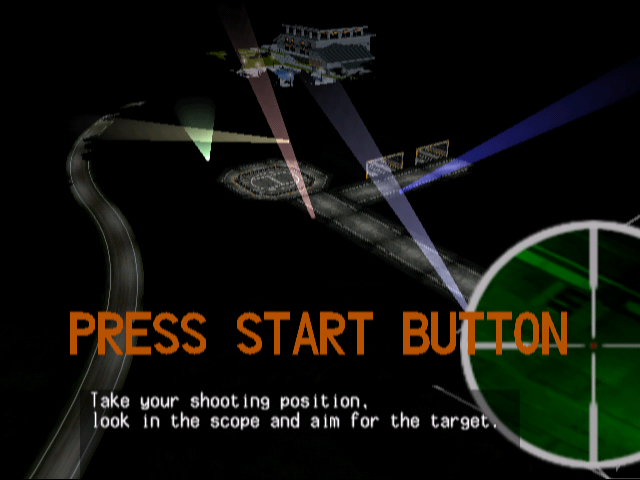 PRESS START BUTTON
Take your shooting position,
look in the scope and aim for the target.